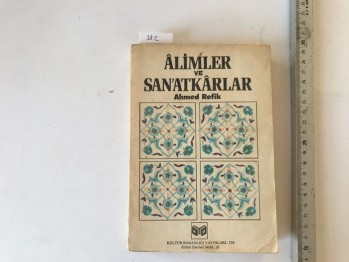 ÂLİMLER
VE
SAN'ATKÂRLAR
Ahmed Refik
KÜLTÜR BAKANLIĞI YAYINLARI